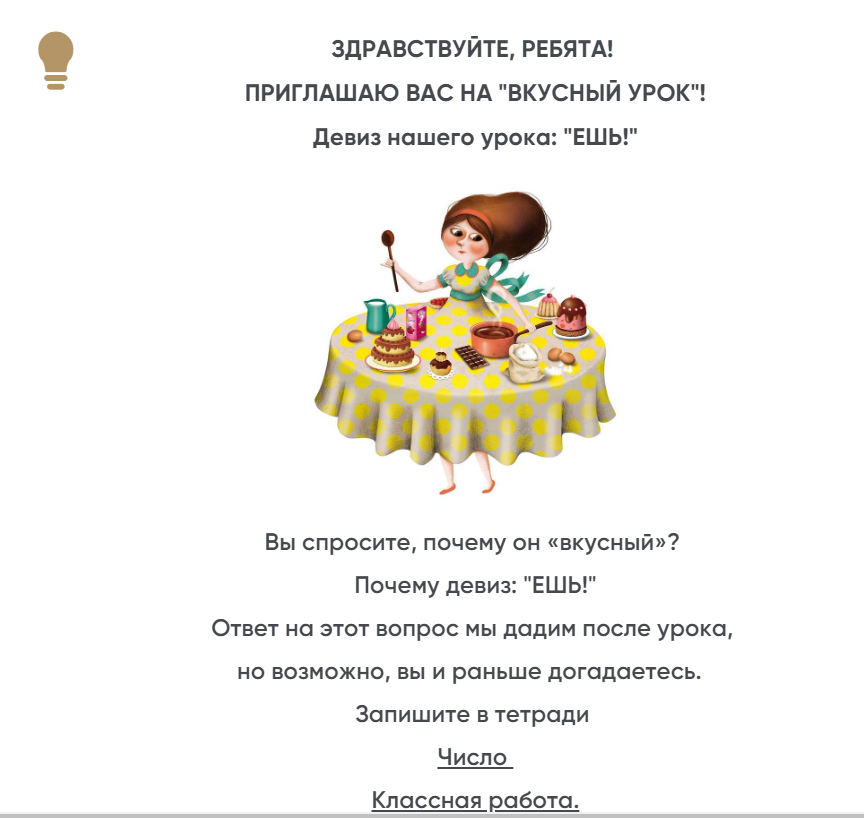 ЗДРАВСТВУЙТЕ, РЕБЯТА!
ПРИГЛАШАЮ ВАС НА "ВКУСНЫЙ УРОК"!
Девиз нашего урока: "ЕШЬ!"
Вы спросите, почему он «вкусный»?
Почему девиз: "ЕШЬ!"
Ответ на этот вопрос мы дадим после урока,
но возможно, вы и раньше догадаетесь.
Запишите в тетради
Число
Классная работа.